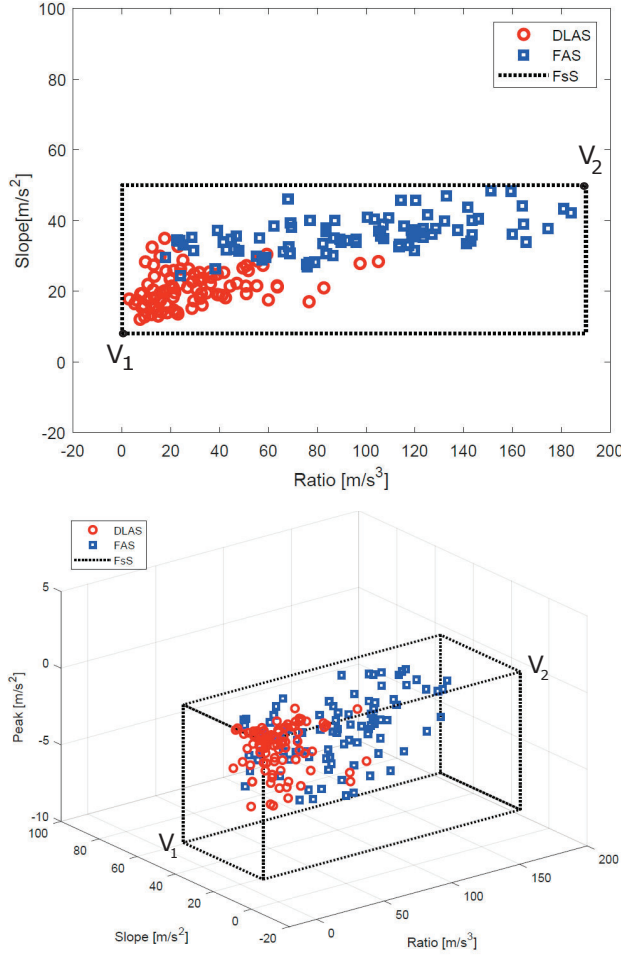 100
80
60
40
20
0
-20
Slope[m/s²]
DLAS
FAS
FsS
V₂
V₁
-20 0 20 40 60 80 100 120 140 160 180 200
Ratio [m/s³]
DLAS
FAS
FsS
5
0
-5
-10
Peak [m/s²]
V₂
V₁
100
80
60
40
20
0
-20
Slope [m/s²]
0
50
100
150
200
Ratio [m/s³]